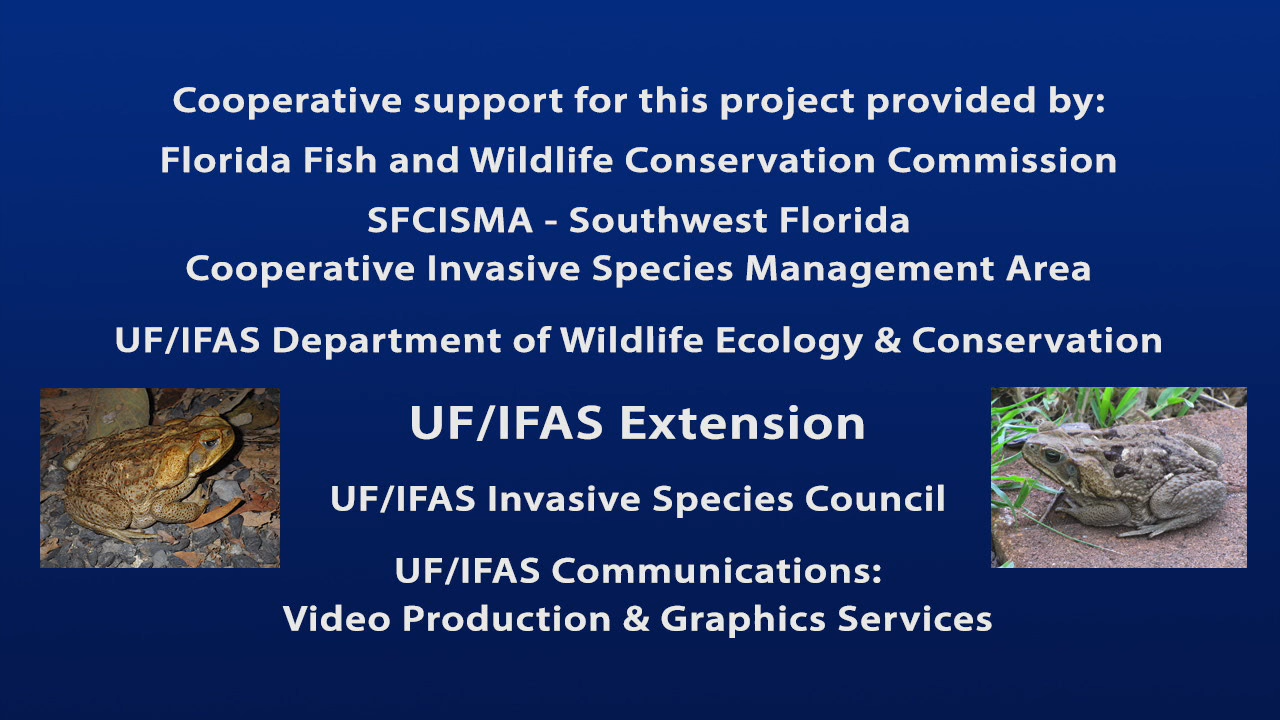 Cooperative support for this project provided by:
Florida Fish and Wildlife Conservation Commission
SFCISMA - Southwest Florida
Cooperative Invasive Species Management Area
UF/IFAS Department of Wildlife Ecology & Conservation
UF/IFAS Extension
UF/IFAS Invasive Species Council
UF/IFAS Communications:
Video Production & Graphics Services